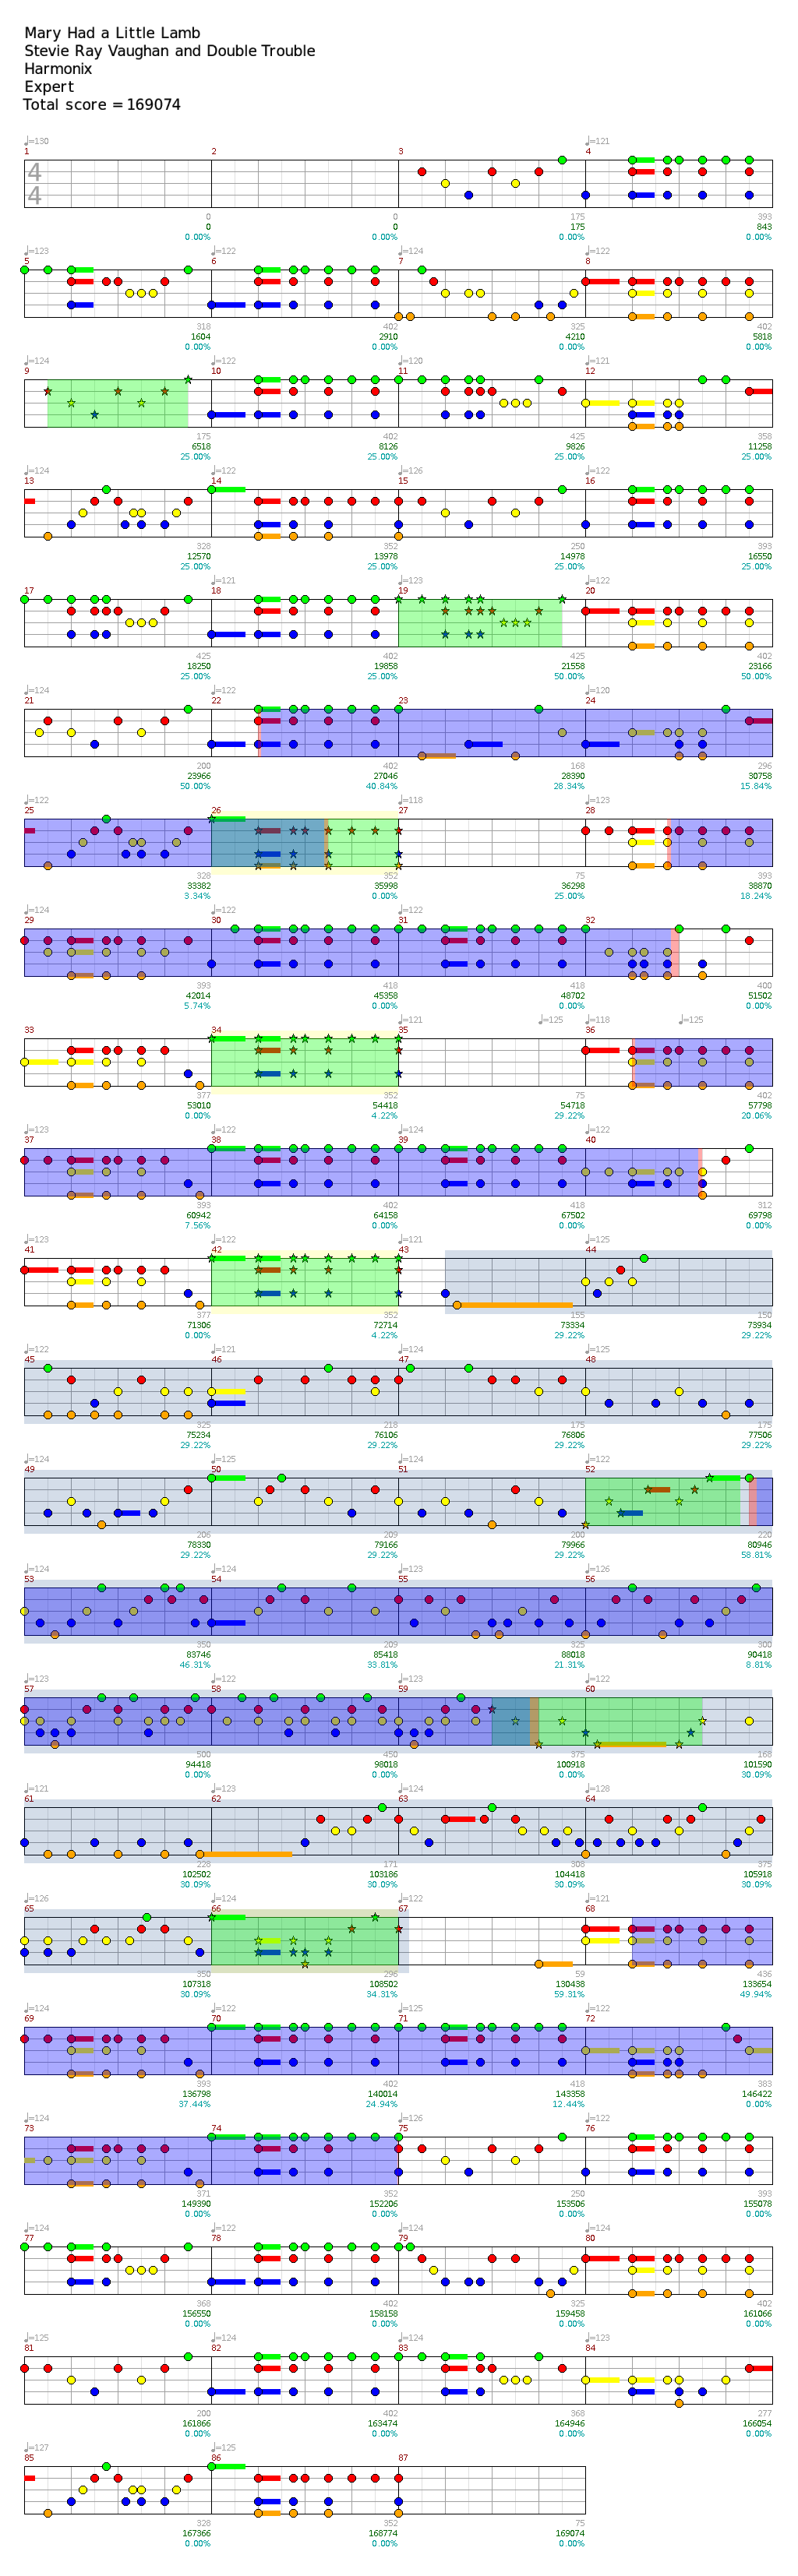 Mary Had a Little Lamb
Stevie Ray Vaughan and Double Trouble
Harmonix
Expert
Total score = 169074
♩=130 ♩=121
1 2 3 4
4
4
0 0 175 393
0 0 175 843
0.00% 0.00% 0.00% 0.00%
♩=123 ♩=122 ♩=124 ♩=122
5 6 7 8
318 402 325 402
1604 2910 4210 5818
0.00% 0.00% 0.00% 0.00%
♩=124 ♩=122 ♩=120 ♩=121
9 10 11 12
175 402 425 358
6518 8126 9826 11258
25.00% 25.00% 25.00% 25.00%
♩=124 ♩=122 ♩=126
13 14 15 16
328 352 250 393
12570 13978 14978 16550
25.00% 25.00% 25.00% 25.00%
♩=121 ♩=123
17 18 19 20
425 402 425 402
18250 19858 21558 23166
25.00% 25.00% 50.00% 50.00%
♩=124 ♩=122 ♩=120
21 22 23 24
200 402 168 296
23966 27046 28390 30758
50.00% 40.84% 28.34% 15.84%
♩=122 ♩=118
25 26 27 28
328 352 75 393
33382 35998 36298 38870
3.34% 0.00% 25.00% 18.24%
♩=124 ♩=122
29 30 31 32
393 418 418 400
42014 45358 48702 51502
5.74% 0.00% 0.00% 0.00%
♩=121 ♩=125 ♩=118 ♩=125
33 34 35 36
377 352 75 402
53010 54418 54718 57798
0.00% 4.22% 29.22% 20.06%
♩=123 ♩=122
37 38 39 40
393 402 418 312
60942 64158 67502 69798
7.56% 0.00% 0.00% 0.00%
♩=121 ♩=125
41 42 43 44
377 352 155 150
71306 72714 73334 73934
0.00% 4.22% 29.22% 29.22%
♩=122 ♩=121 ♩=124 ♩=125
45 46 47 48
325 218 175 175
75234 76106 76806 77506
29.22% 29.22% 29.22% 29.22%
♩=124 ♩=125 ♩=124 ♩=122
49 50 51 52
206 209 200 220
78330 79166 79966 80946
29.22% 29.22% 29.22% 58.81%
♩=124 ♩=124 ♩=123
53 54 55 56
350 209 325 300
83746 85418 88018 90418
46.31% 33.81% 21.31% 8.81%
♩=123 ♩=122 ♩=123 ♩=122
57 58 59 60
500 450 375 168
94418 98018 100918 101590
0.00% 0.00% 0.00% 30.09%
♩=121 ♩=123 ♩=124 ♩=128
61 62 63 64
228 171 308 375
102502 103186 104418 105918
30.09% 30.09% 30.09% 30.09%
♩=126 ♩=124 ♩=122 ♩=121
65 66 67 68
350 296 59 436
107318 108502 130438 133654
30.09% 34.31% 59.31% 49.94%
♩=124 ♩=122 ♩=125
69 70 71 72
393 402 418 383
136798 140014 143358 146422
37.44% 24.94% 12.44% 0.00%
♩=124 ♩=126 ♩=122
73 74 75 76
371 352 250 393
149390 152206 153506 155078
0.00% 0.00% 0.00% 0.00%
♩=124 ♩=122 ♩=124 ♩=124
77 78 79 80
368 402 325 402
156550 158158 159458 161066
0.00% 0.00% 0.00% 0.00%
♩=125 ♩=124 ♩=124 ♩=123
81 82 83 84
200 402 368 277
161866 163474 164946 166054
0.00% 0.00% 0.00% 0.00%
♩=127 ♩=125
85 86 87
328 352 75
167366 168774 169074
0.00% 0.00% 0.00%